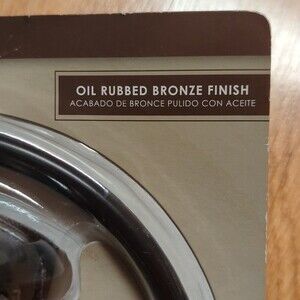 OIL RUBBED BRONZE FINISH
ACABADO DE BRONCE PULIDO CON ACEITE